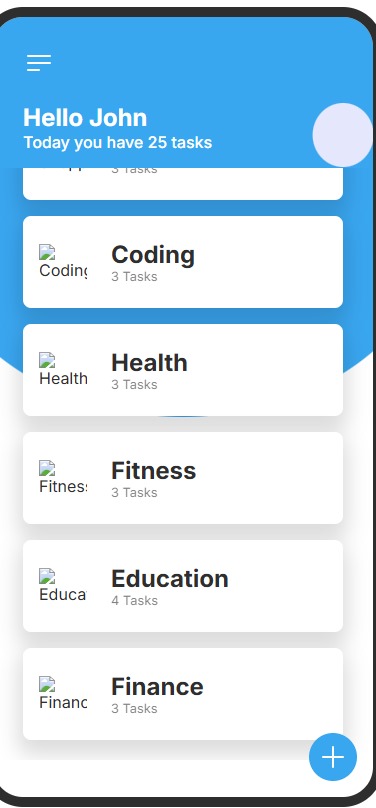 Hello John
Today you have 25 tasks
3 Tasks
Coding
Coding
3 Tasks
Health
Health
3 Tasks
Fitness
Fitness
3 Tasks
Educa
Education
4 Tasks
Financ
Finance
3 Tasks